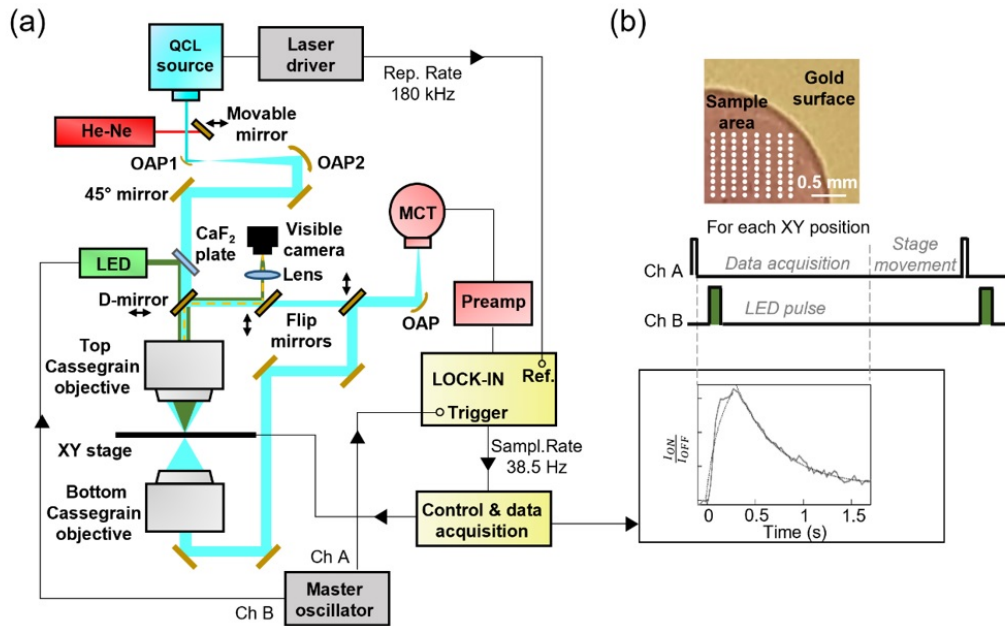 (a)
QCL
source
Laser
driver
Rep. Rate
180 kHz
He-Ne
Movable
mirror
OAP1
OAP2
45° mirror
MCT
CaF₂
plate
Visible
camera
LED
Lens
D-mirror
Flip
mirrors
OAP
Preamp
Top
Cassegrain
objective
LOCK-IN
Ref.
Trigger
XY stage
Sampl.Rate
38.5 Hz
Bottom
Cassegrain
objective
Control & data
acquisition
Ch A
Master
oscillator
Ch B
(b)
Gold
surface
Sample
area
0.5 mm
For each XY position
Ch A
Data acquisition
Stage
movement
Ch B
LED pulse
I_ON
I_OFF
0 0.5 1 1.5
Time (s)